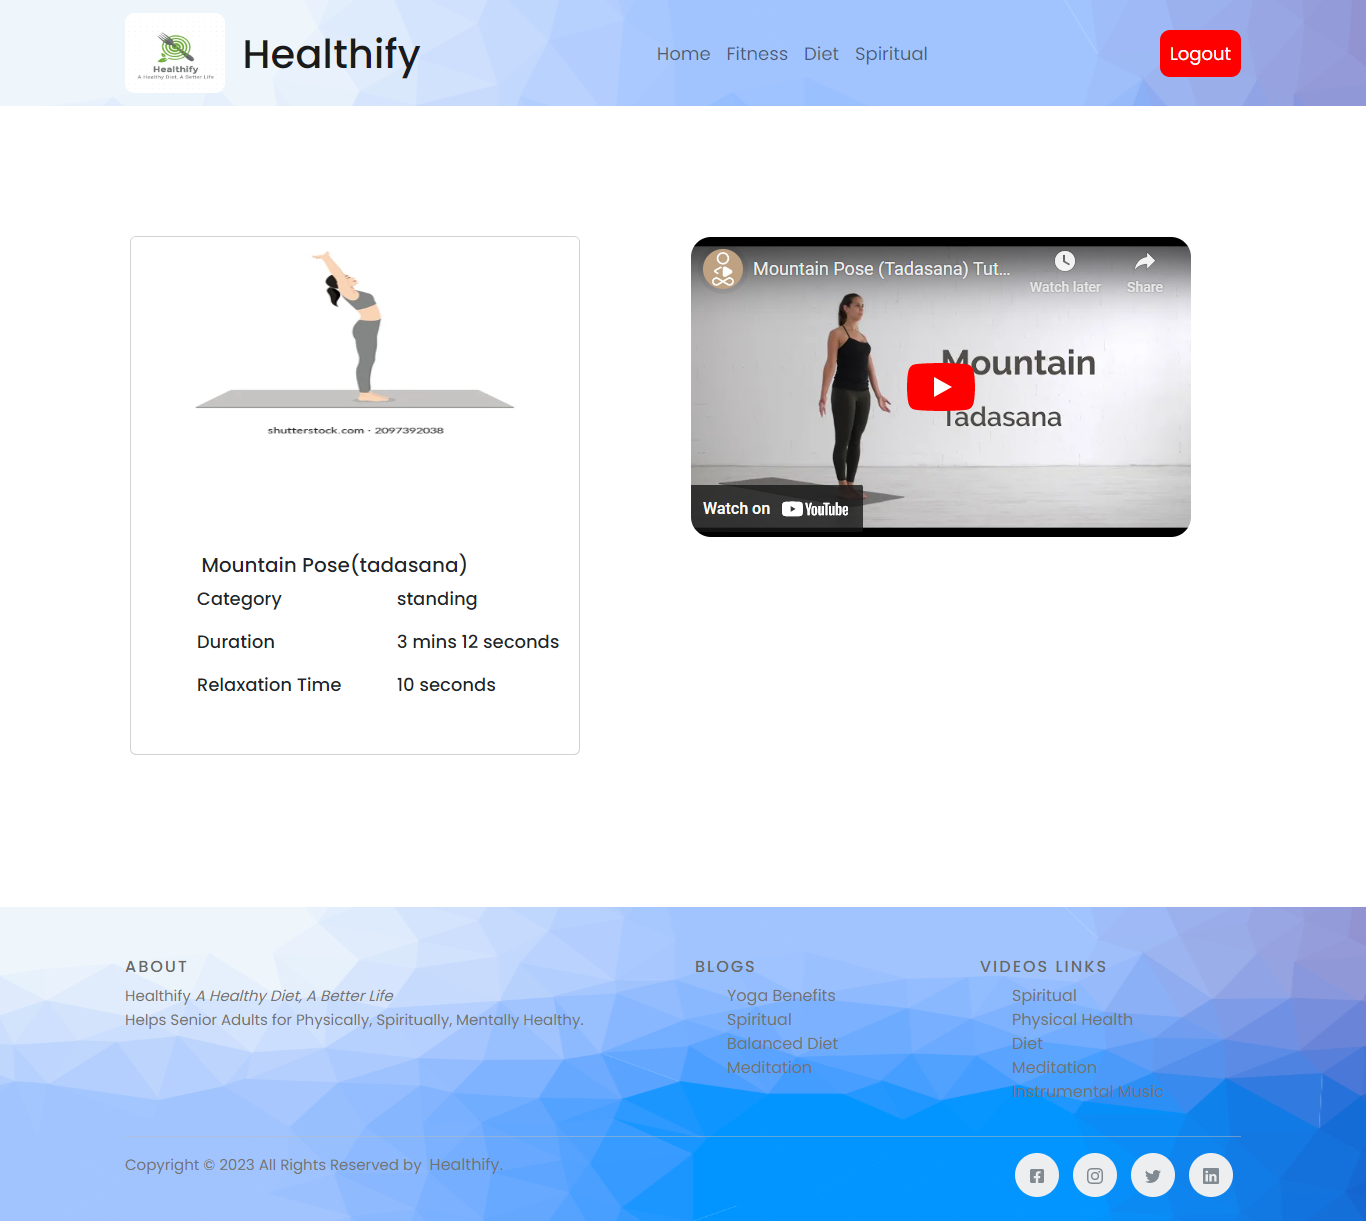 Healthify
A Healthy Diet, A Better Life
Healthify
Home Fitness Diet Spiritual
Logout
shutterstock.com · 2097392038
Mountain Pose(tadasana)
Category standing
Duration 3 mins 12 seconds
Relaxation Time 10 seconds
Mountain Pose (Tadasana) Tut...
Watch later
Share
Mountain
Tadasana
Watch on YouTube
ABOUT
Healthify A Healthy Diet, A Better Life
Helps Senior Adults for Physically, Spiritually, Mentally Healthy.
BLOGS
Yoga Benefits
Spiritual
Balanced Diet
Meditation
VIDEOS LINKS
Spiritual
Physical Health
Diet
Meditation
Instrumental Music
Copyright © 2023 All Rights Reserved by Healthify.